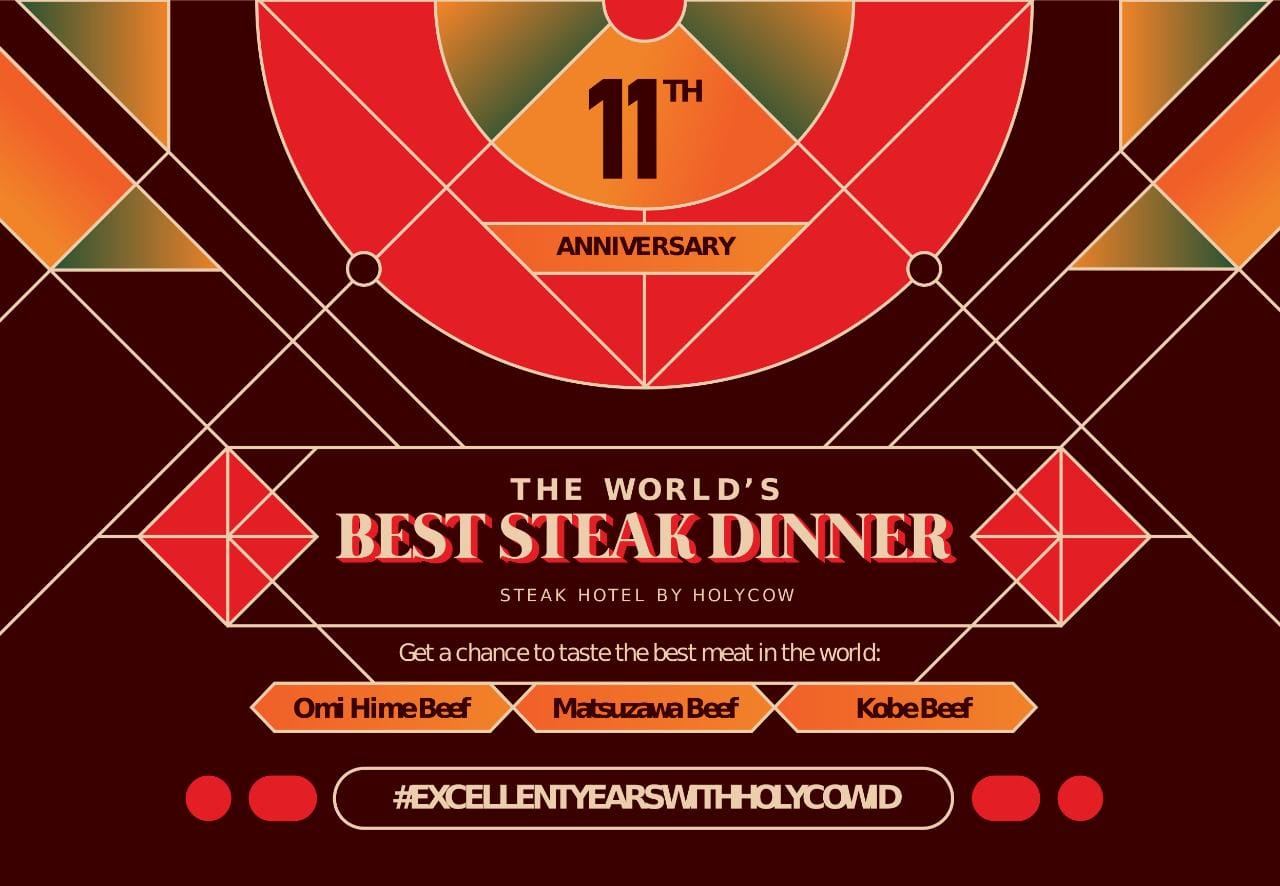 11TH
ANNIVERSARY
THE WORLD’S
BEST STEAK DINNER
STEAK HOTEL BY HOLYCOW
Get a chance to taste the best meat in the world:
Omi Hime Beef
Matsuzawa Beef
Kobe Beef
#EXCELLENTYEARSWITHHOLYCOWID